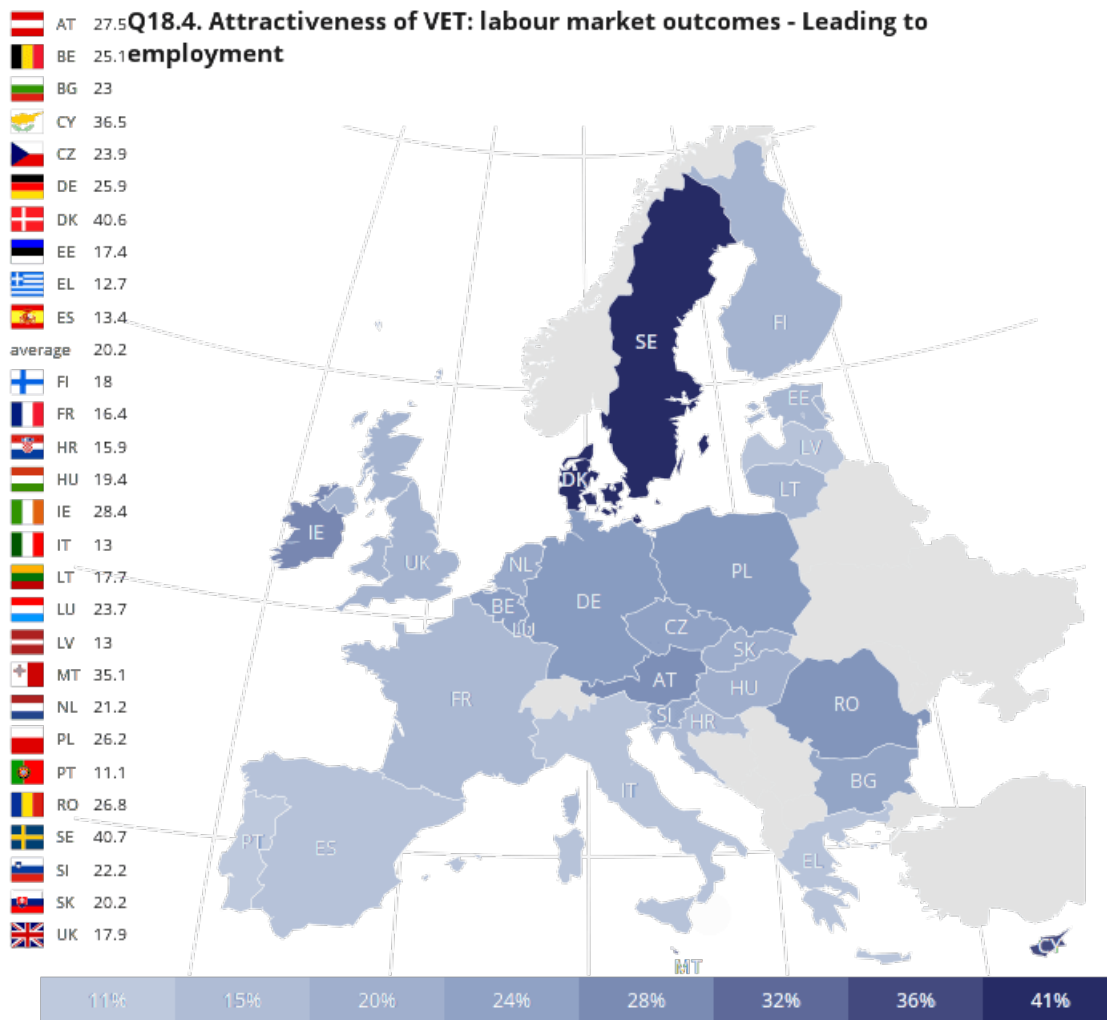 Q18.4. Attractiveness of VET: labour market outcomes - Leading to
employment
AT 27.5
BE 25.1
BG 23
CY 36.5
CZ 23.9
DE 25.9
DK 40.6
EE 17.4
EL 12.7
ES 13.4
average 20.2
FI 18
FR 16.4
HR 15.9
HU 19.4
IE 28.4
IT 13
LT 17.7
LU 23.7
LV 13
MT 35.1
NL 21.2
PL 26.2
PT 11.1
RO 26.8
SE 40.7
SI 22.2
SK 20.2
UK 17.9
FI
SE
EE
LV
DK
LT
IE
UK
NL
PL
DE
BE
LU
CZ
SK
AT
HU
FR
RO
SI
HR
BG
IT
PT
ES
EL
CY
MT
11% 15% 20% 24% 28% 32% 36% 41%